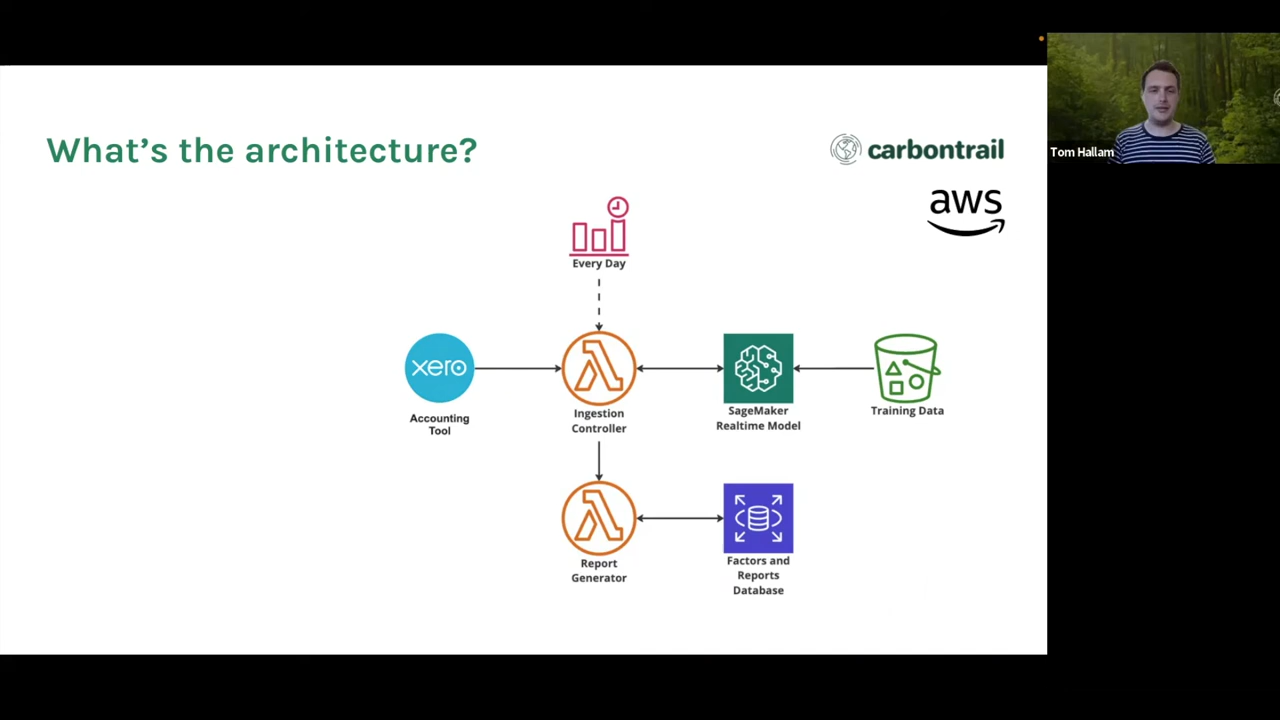 What's the architecture?
carbontrail
aws
Tom Hallam
Every Day
xero
Accounting
Tool
Ingestion
Controller
SageMaker
Realtime Model
Training Data
Report
Generator
Factors and
Reports
Database